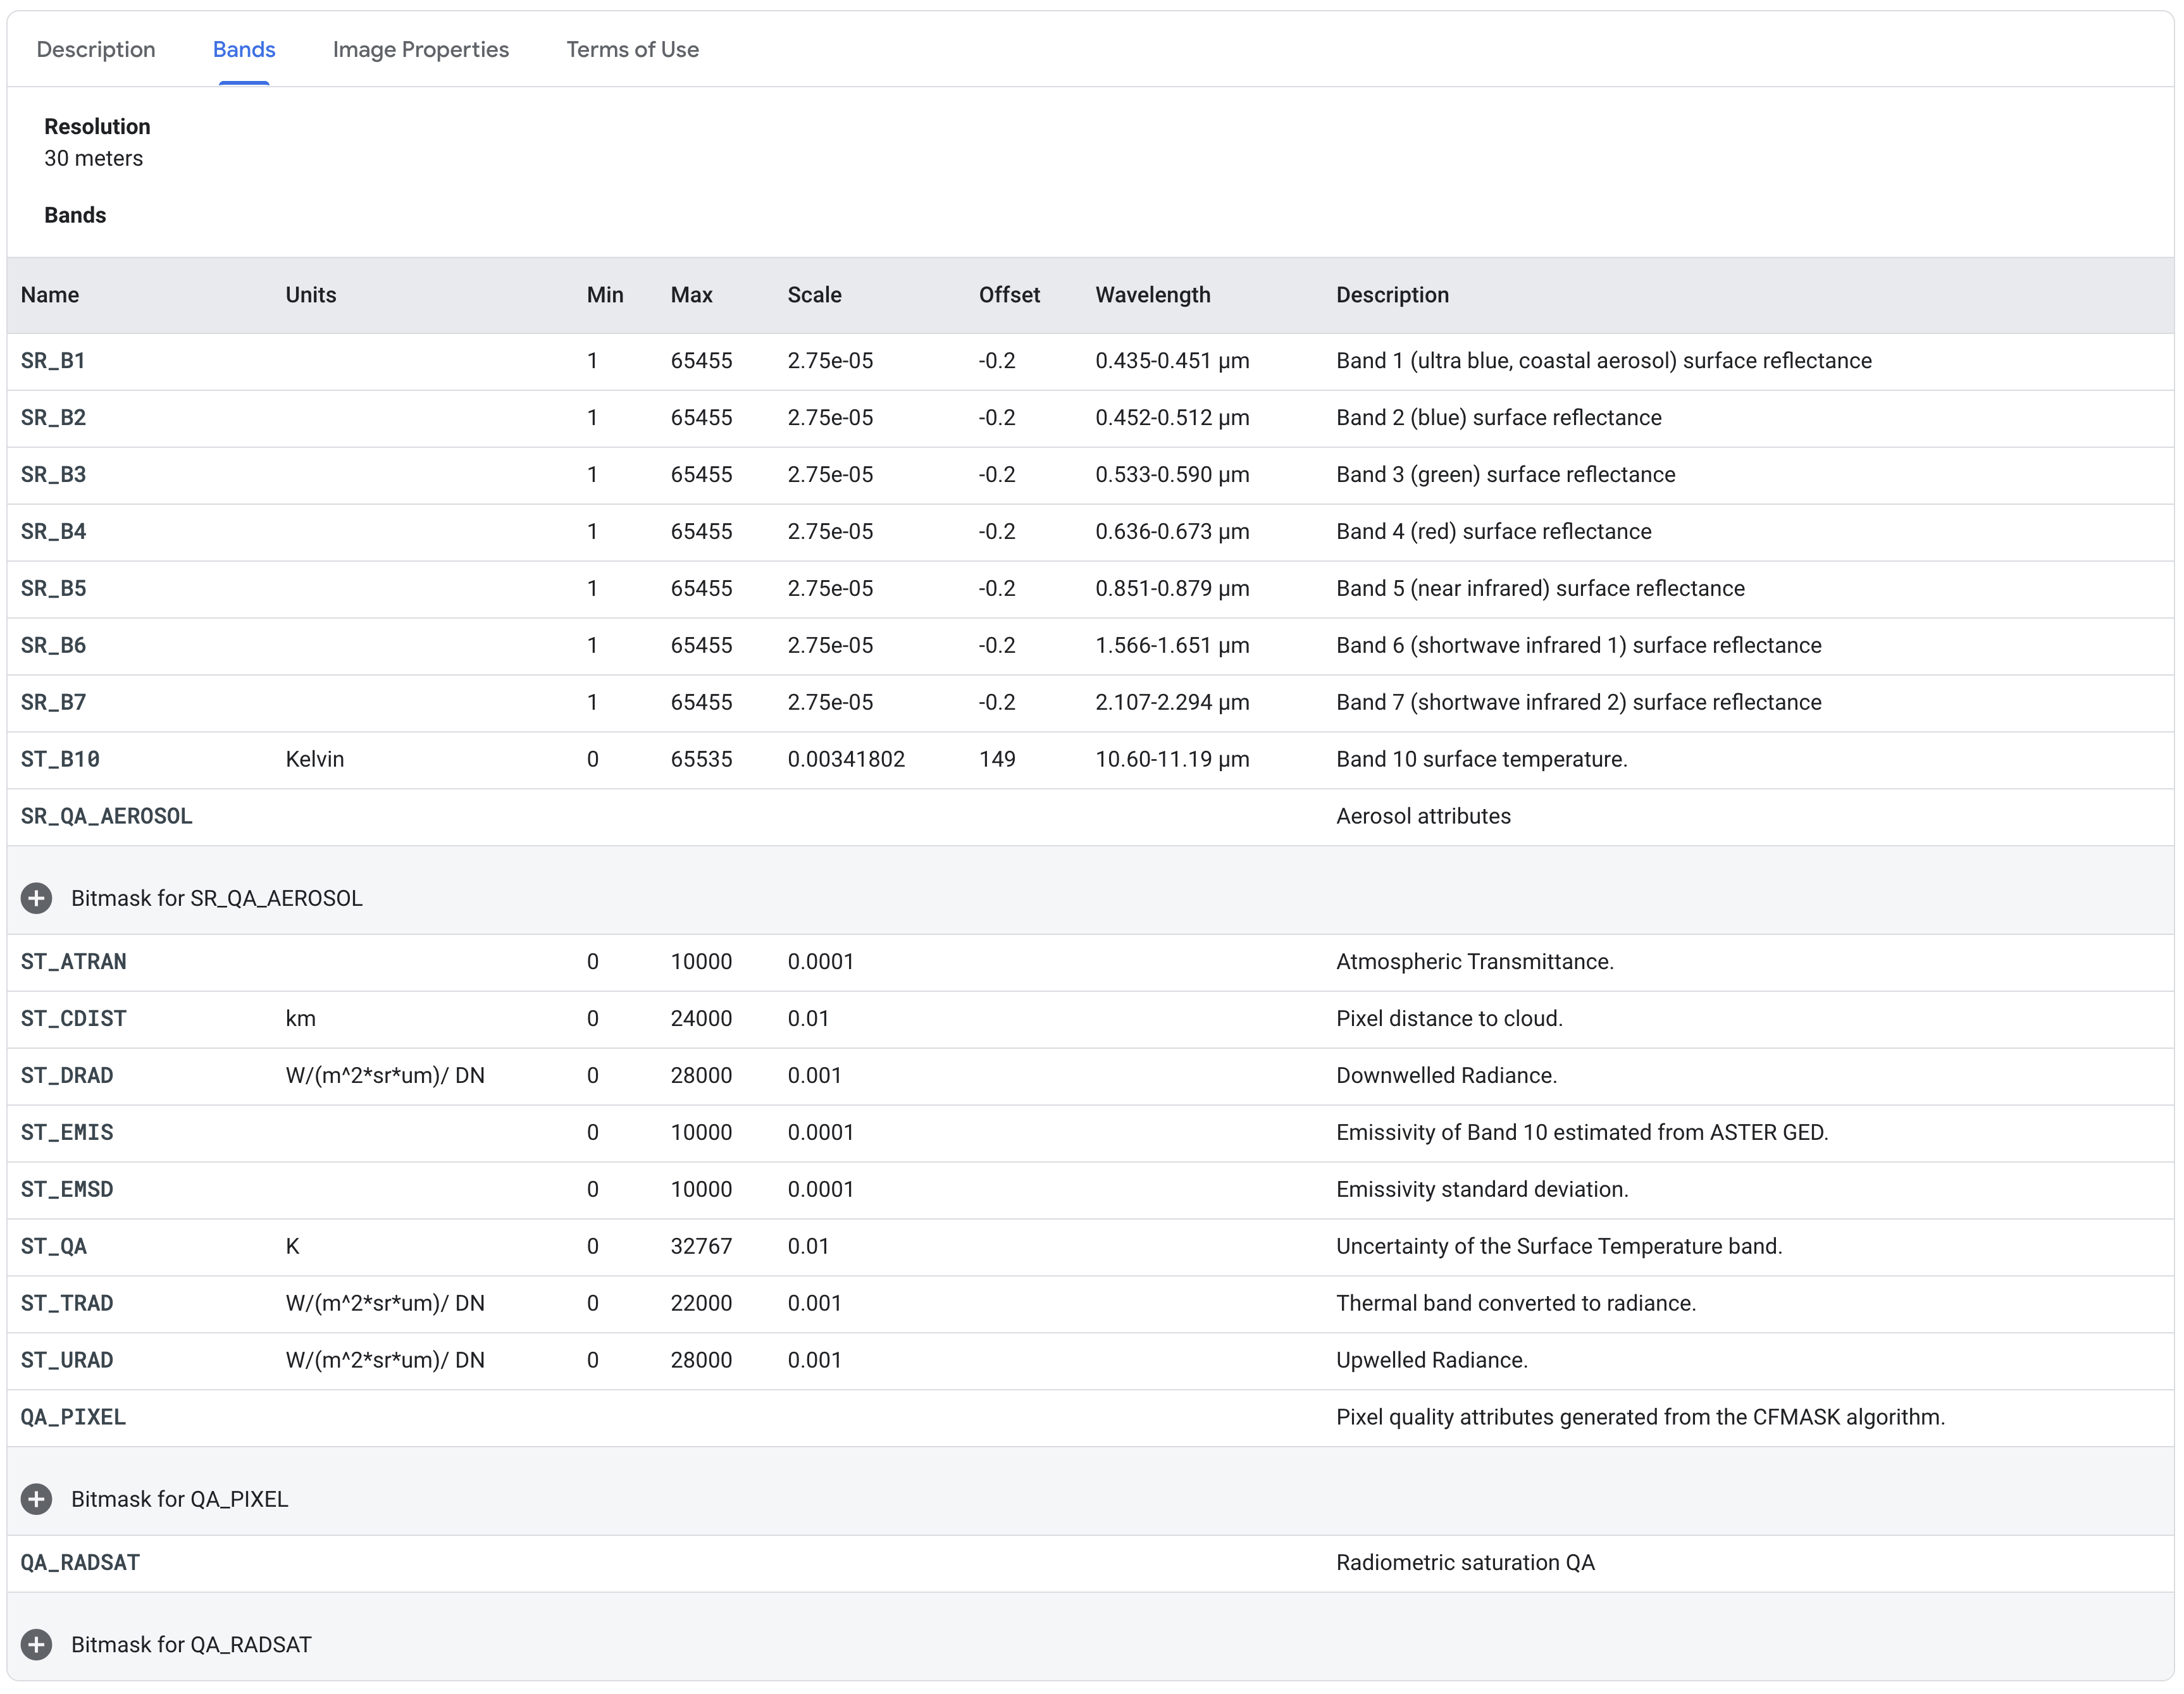 Description Bands Image Properties Terms of Use
Resolution
30 meters
Bands
Name Units Min Max Scale Offset Wavelength Description
SR_B1 1 65455 2.75e-05 -0.2 0.435-0.451 μm Band 1 (ultra blue, coastal aerosol) surface reflectance
SR_B2 1 65455 2.75e-05 -0.2 0.452-0.512 μm Band 2 (blue) surface reflectance
SR_B3 1 65455 2.75e-05 -0.2 0.533-0.590 μm Band 3 (green) surface reflectance
SR_B4 1 65455 2.75e-05 -0.2 0.636-0.673 μm Band 4 (red) surface reflectance
SR_B5 1 65455 2.75e-05 -0.2 0.851-0.879 μm Band 5 (near infrared) surface reflectance
SR_B6 1 65455 2.75e-05 -0.2 1.566-1.651 μm Band 6 (shortwave infrared 1) surface reflectance
SR_B7 1 65455 2.75e-05 -0.2 2.107-2.294 μm Band 7 (shortwave infrared 2) surface reflectance
ST_B10 Kelvin 0 65535 0.00341802 149 10.60-11.19 μm Band 10 surface temperature.
SR_QA_AEROSOL Aerosol attributes
Bitmask for SR_QA_AEROSOL
ST_ATRAN 0 10000 0.0001 Atmospheric Transmittance.
ST_CDIST km 0 24000 0.01 Pixel distance to cloud.
ST_DRAD W/(m^2*sr*um)/ DN 0 28000 0.001 Downwelled Radiance.
ST_EMIS 0 10000 0.0001 Emissivity of Band 10 estimated from ASTER GED.
ST_EMSD 0 10000 0.0001 Emissivity standard deviation.
ST_QA K 0 32767 0.01 Uncertainty of the Surface Temperature band.
ST_TRAD W/(m^2*sr*um)/ DN 0 22000 0.001 Thermal band converted to radiance.
ST_URAD W/(m^2*sr*um)/ DN 0 28000 0.001 Upwelled Radiance.
QA_PIXEL Pixel quality attributes generated from the CFMASK algorithm.
Bitmask for QA_PIXEL
QA_RADSAT Radiometric saturation QA
Bitmask for QA_RADSAT